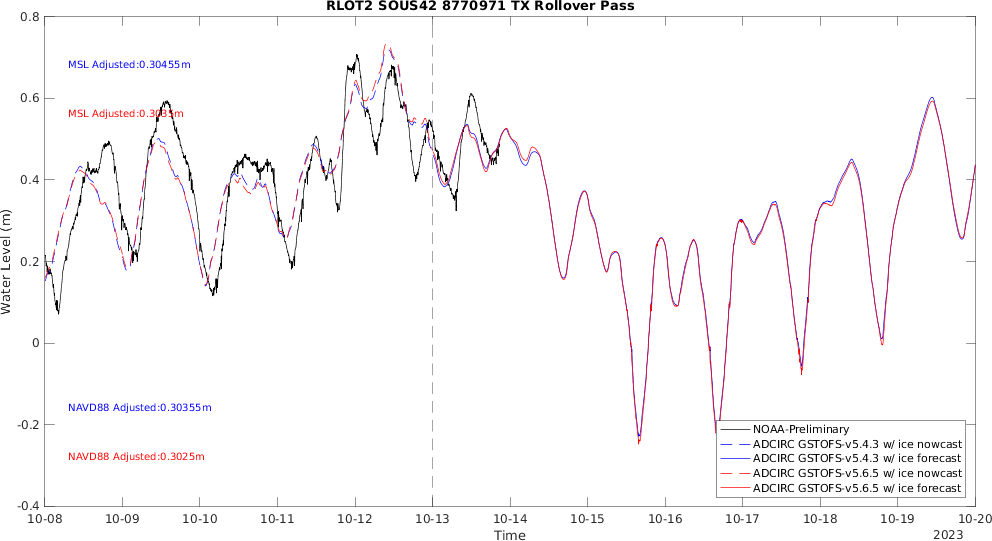 RLOT2 SOUS42 8770971 TX Rollover Pass
0.8
MSL Adjusted:0.30455m
0.6
MSL Adjusted:0.3035m
0.4
Water Level (m)
0.2
0
NAVD88 Adjusted:0.30355m
-0.2
NAVD88 Adjusted:0.3025m
NOAA-Preliminary
ADCIRC GSTOFS-v5.4.3 w/ ice nowcast
ADCIRC GSTOFS-v5.4.3 w/ ice forecast
ADCIRC GSTOFS-v5.6.5 w/ ice nowcast
ADCIRC GSTOFS-v5.6.5 w/ ice forecast
-0.4
10-08 10-09 10-10 10-11 10-12 10-13 10-14 10-15 10-16 10-17 10-18 10-19 10-20
Time
2023